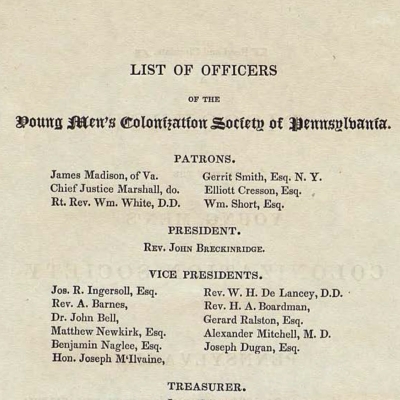 LIST OF OFFICERS
OF THE
Young Men's Colonization Society of Pennsylvania.
PATRONS.
James Madison, of Va.
Chief Justice Marshall, do.
Rt. Rev. Wm. White, D.D.
Gerrit Smith, Esq. N. Y.
Elliott Cresson, Esq.
Wm. Short, Esq.
PRESIDENT.
Rev. John Breckinridge.
VICE PRESIDENTS.
Jos. R. Ingersoll, Esq.
Rev. A. Barnes,
Dr. John Bell,
Matthew Newkirk, Esq.
Benjamin Naglee, Esq.
Hon. Joseph M'Ilvaine,
Rev. W. H. De Lancey, D.D.
Rev. H. A. Boardman,
Gerard Ralston, Esq.
Alexander Mitchell, M. D.
Joseph Dugan, Esq.
TREASURER.